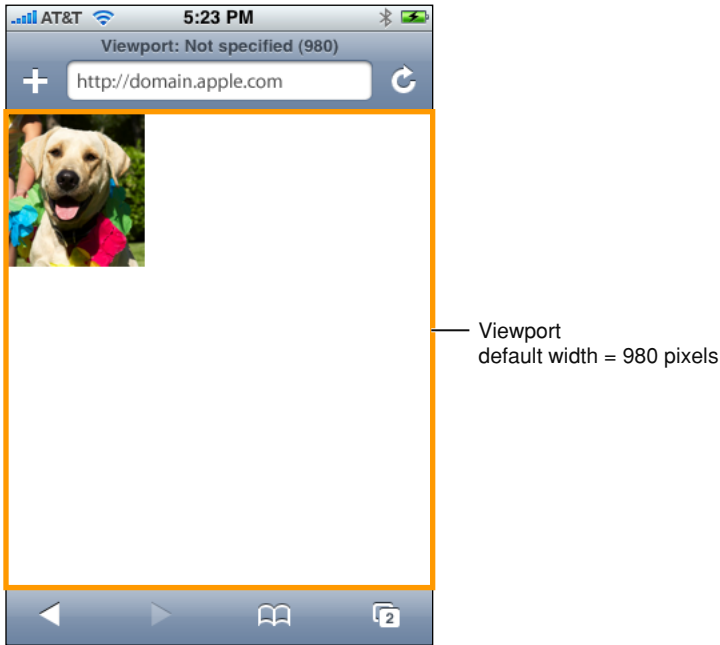 AT&T 5:23 PM
Viewport: Not specified (980)
http://domain.apple.com
Viewport
default width = 980 pixels
2